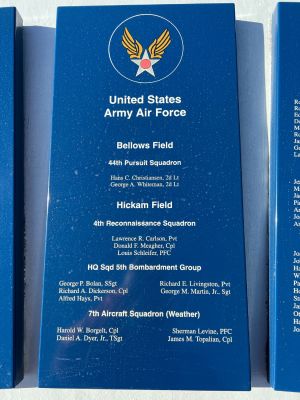 United States
Army Air Force
Bellows Field
44th Pursuit Squadron
Hans C. Christiansen, 2d Lt
George A. Whiteman, 2d Lt
Hickam Field
4th Reconnaissance Squadron
Lawrence R. Carlson, Pvt
Donald F. Meagher, Cpl
Louis Schleifer, PFC
HQ Sqd 5th Bombardment Group
George P. Bolan, SSgt Richard E. Livingston, Pvt
Richard A. Dickerson, Cpl George M. Martin, Jr., Sgt
Alfred Hays, Pvt
7th Aircraft Squadron (Weather)
Harold W. Borgelt, Cpl Sherman Levine, PFC
Daniel A. Dyer, Jr., TSgt James M. Topalian, Cpl